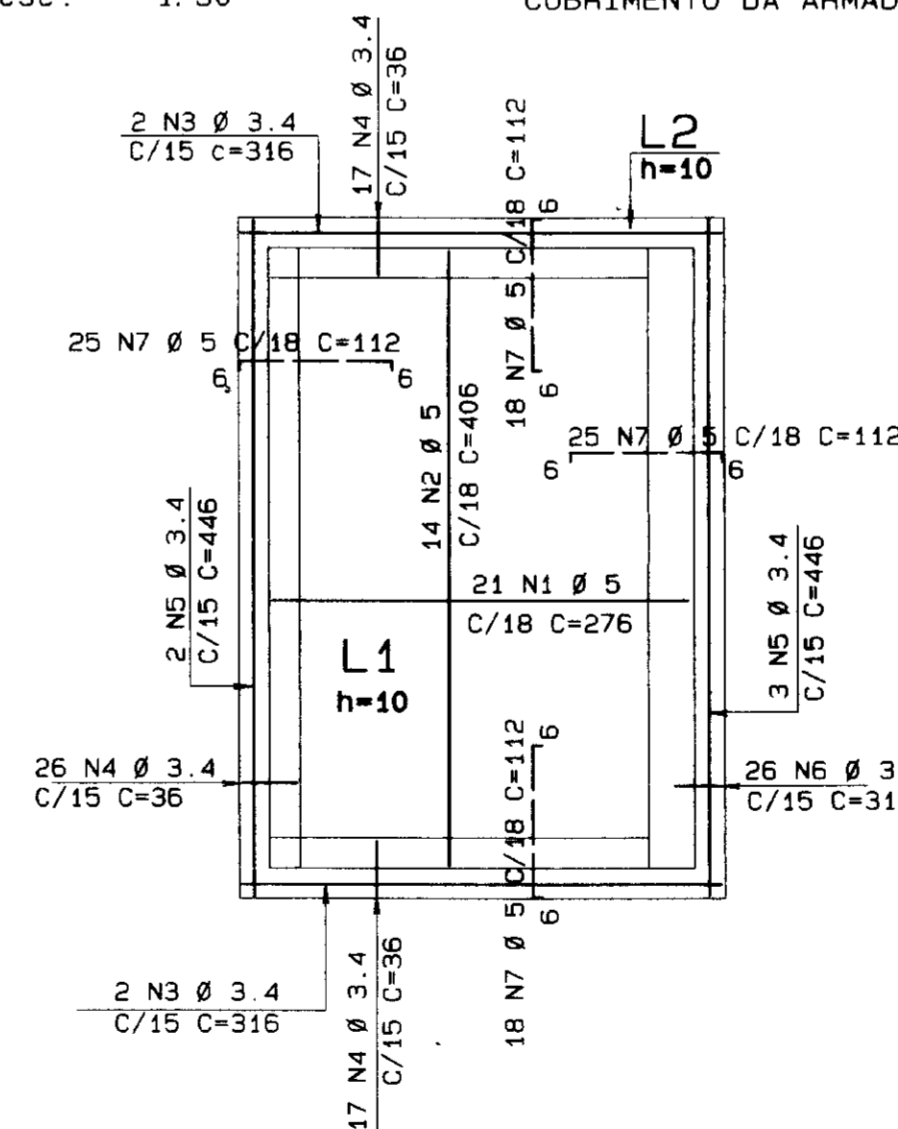 1:50
COBRIMENTO DA ARMAD
17 N4 Ø 3.4
C/15 C=36
2 N3 Ø 3.4
C/15 c=316
18 N7 Ø 5 C/18 C=112
6
6
L2
h=10
25 N7 Ø 5 C/18 C=112
6
6
14 N2 Ø 5
C/18 C=406
25 N7 Ø 5 C/18 C=112
6
6
2 N5 Ø 3.4
C/15 C=446
21 N1 Ø 5
C/18 C=276
3 N5 Ø 3.4
C/15 C=446
L1
h=10
18 N7 Ø 5 C/18 C=112
6
6
26 N4 Ø 3.4
C/15 C=36
26 N6 Ø 3
C/15 C=31
2 N3 Ø 3.4
C/15 C=316
17 N4 Ø 3.4
C/15 C=36